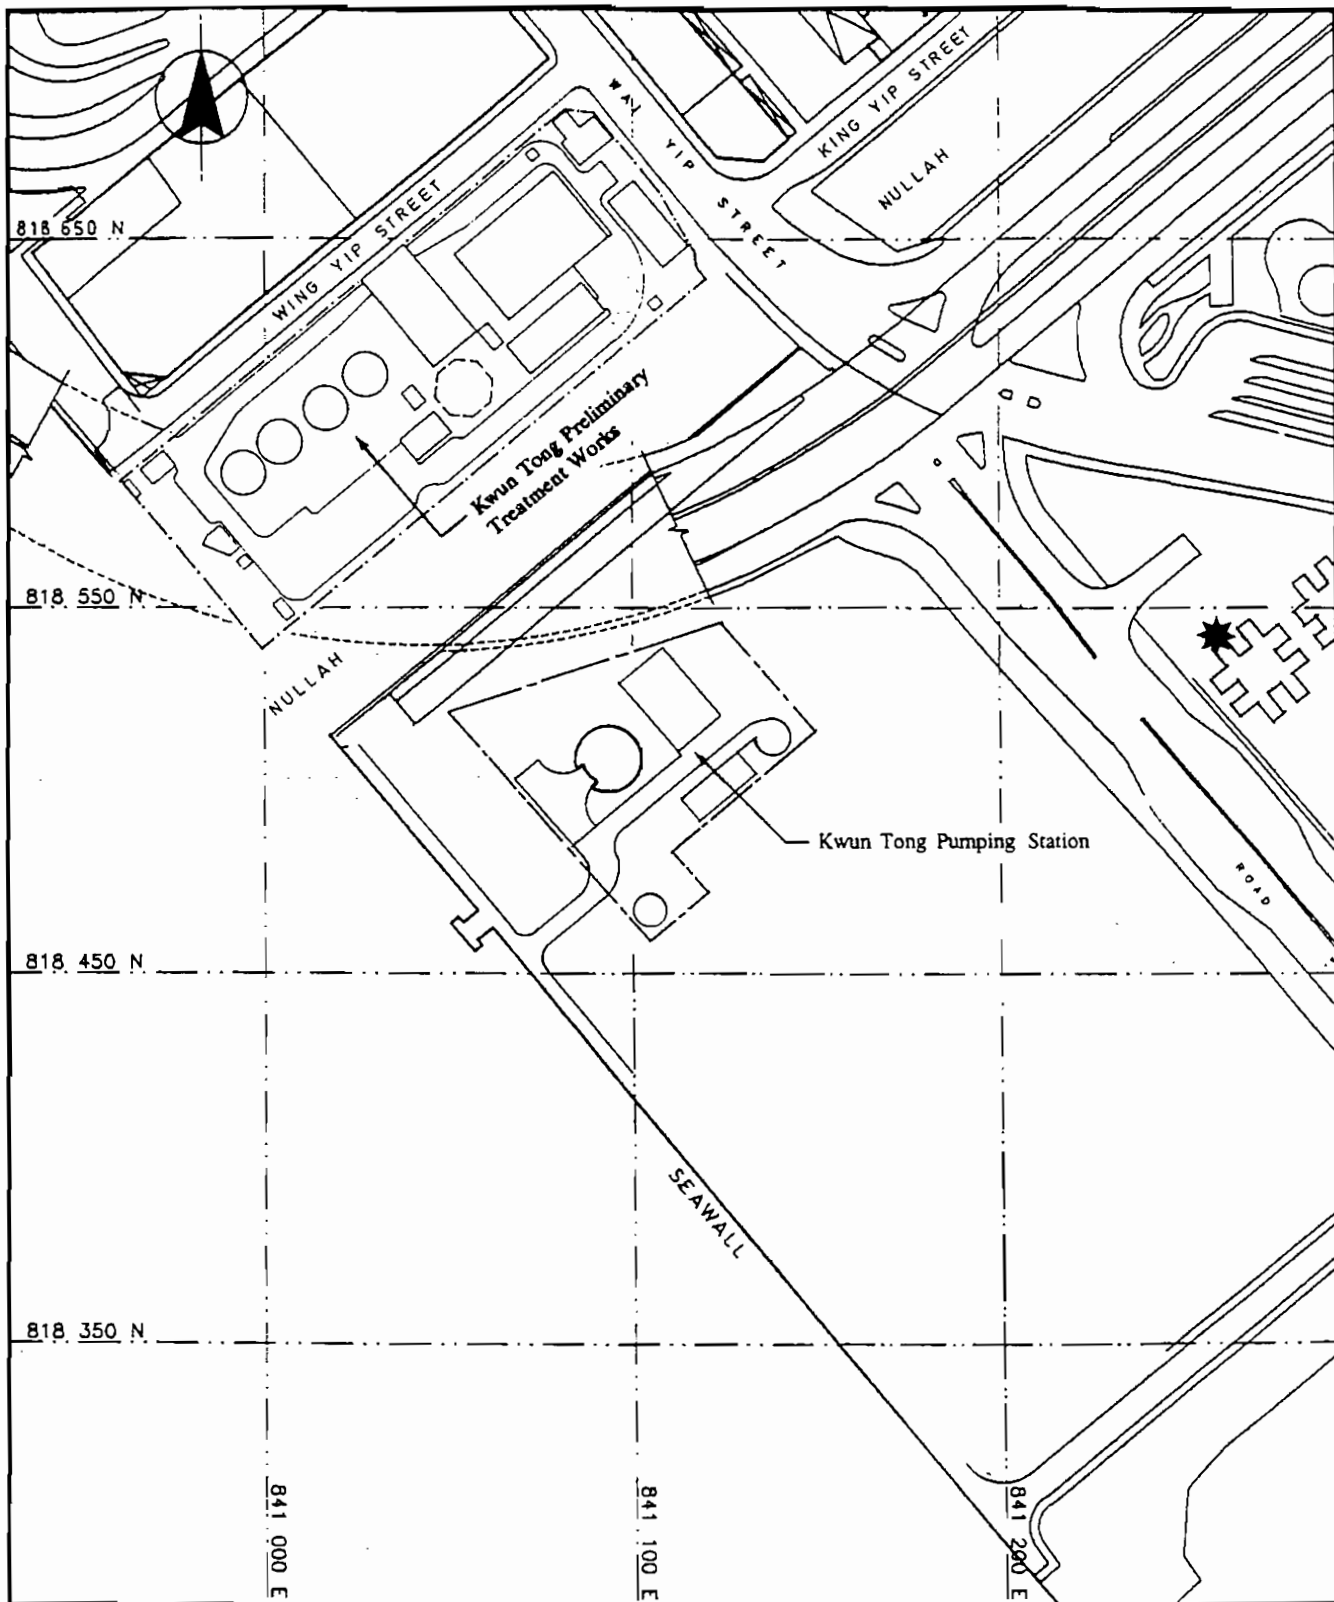 WAI YIP STREET
KING YIP STREET
NULLAH
818 650 N
WING YIP STREET
Kwun Tong Preliminary
Treatment Works
818 550 N
NULLAH
Kwun Tong Pumping Station
ROAD
818 450 N
SEAWALL
818 350 N
841 000 E
841 100 E
841 200 E